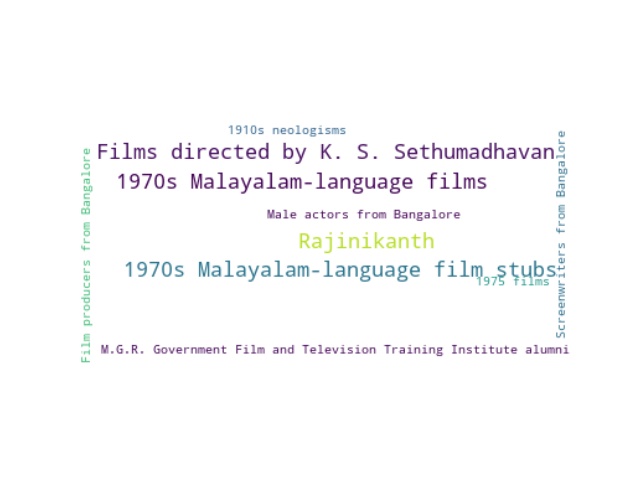 1910s neologisms
Films directed by K. S. Sethumadhavan
1970s Malayalam-language films
Male actors from Bangalore
Rajinikanth
1970s Malayalam-language film stubs
1975 films
M.G.R. Government Film and Television Training Institute alumni
Film producers from Bangalore
Screenwriters from Bangalore